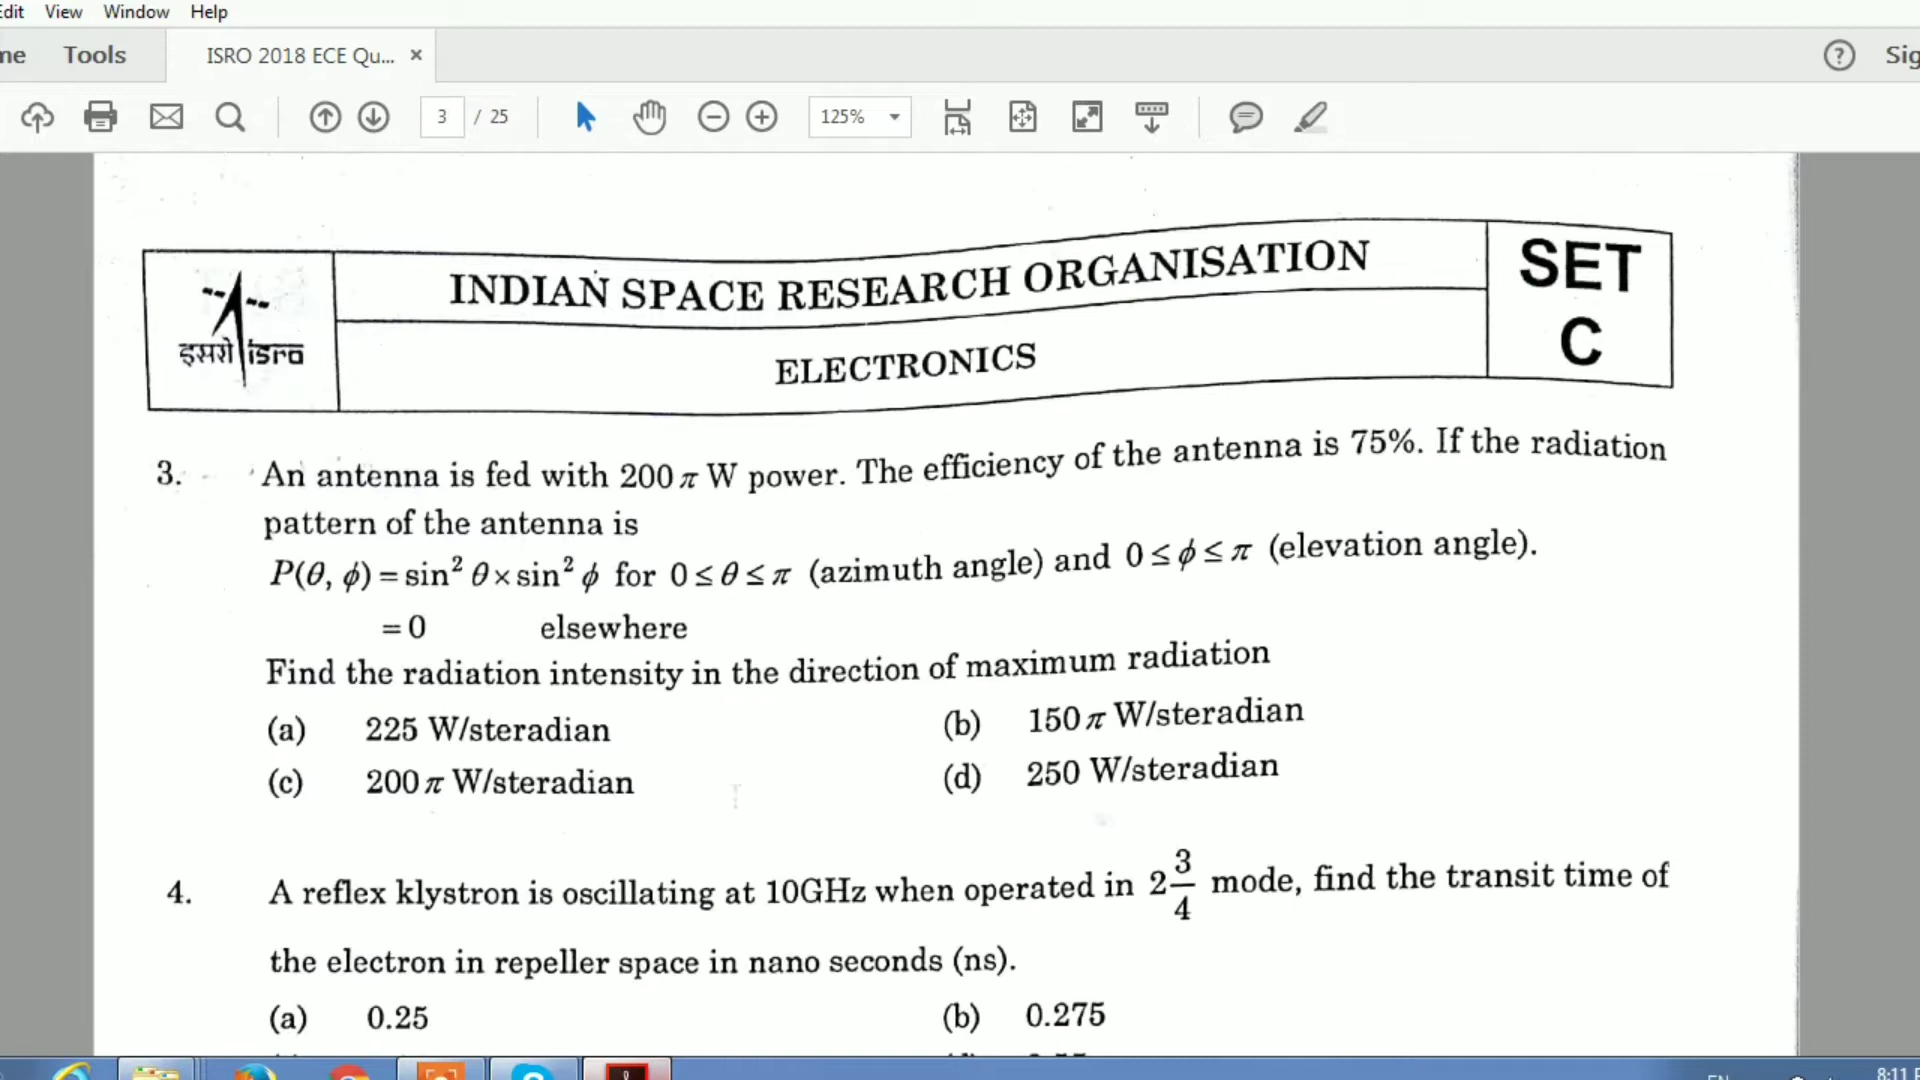 Edit View Window Help
Tools ISRO 2018 ECE Qu... ×
3 / 25 125%
INDIAN SPACE RESEARCH ORGANISATION
SET
C
इसरो isro
ELECTRONICS
3. An antenna is fed with 200π W power. The efficiency of the antenna is 75%. If the radiation
pattern of the antenna is
P(θ, ϕ) = sin² θ × sin² ϕ for 0 ≤ θ ≤ π (azimuth angle) and 0 ≤ ϕ ≤ π (elevation angle).
= 0 elsewhere
Find the radiation intensity in the direction of maximum radiation
(a) 225 W/steradian (b) 150π W/steradian
(c) 200π W/steradian (d) 250 W/steradian
4. A reflex klystron is oscillating at 10GHz when operated in 2 3/4 mode, find the transit time of
the electron in repeller space in nano seconds (ns).
(a) 0.25 (b) 0.275
8:11